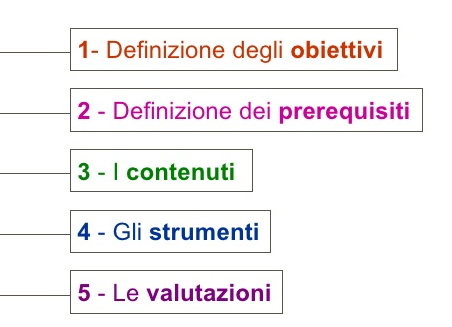 1- Definizione degli obiettivi
2 - Definizione dei prerequisiti
3 - I contenuti
4 - Gli strumenti
5 - Le valutazioni